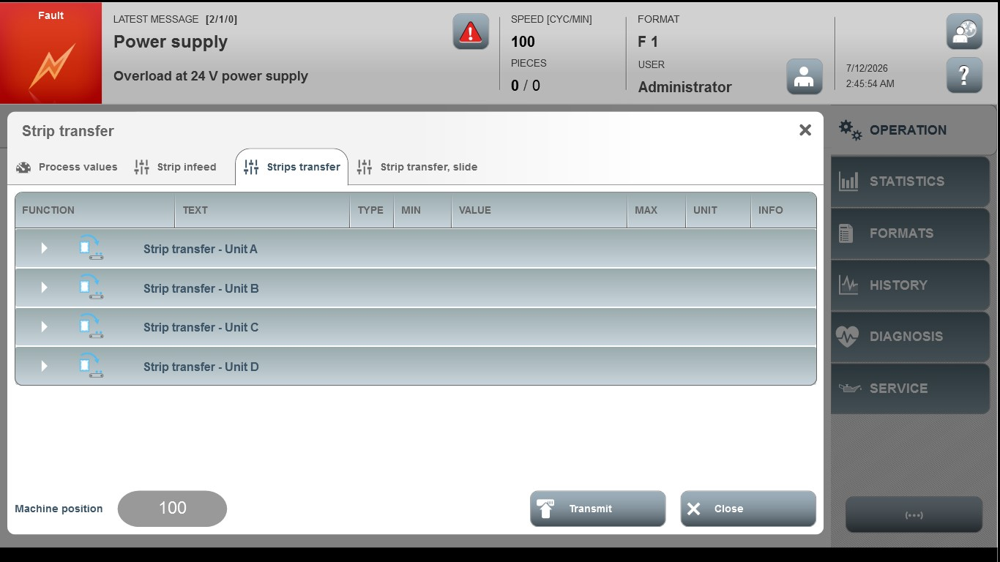 Fault
LATEST MESSAGE [2/1/0]
Power supply
Overload at 24 V power supply
SPEED [CYC/MIN]
100
PIECES
0 / 0
FORMAT
F 1
USER
Administrator
7/12/2026
2:45:54 AM
?
Strip transfer
Process values
Strip infeed
Strips transfer
Strip transfer, slide
FUNCTION TEXT TYPE MIN VALUE MAX UNIT INFO
Strip transfer - Unit A
Strip transfer - Unit B
Strip transfer - Unit C
Strip transfer - Unit D
Machine position 100
Transmit
Close
OPERATION
STATISTICS
FORMATS
HISTORY
DIAGNOSIS
SERVICE
(•••)